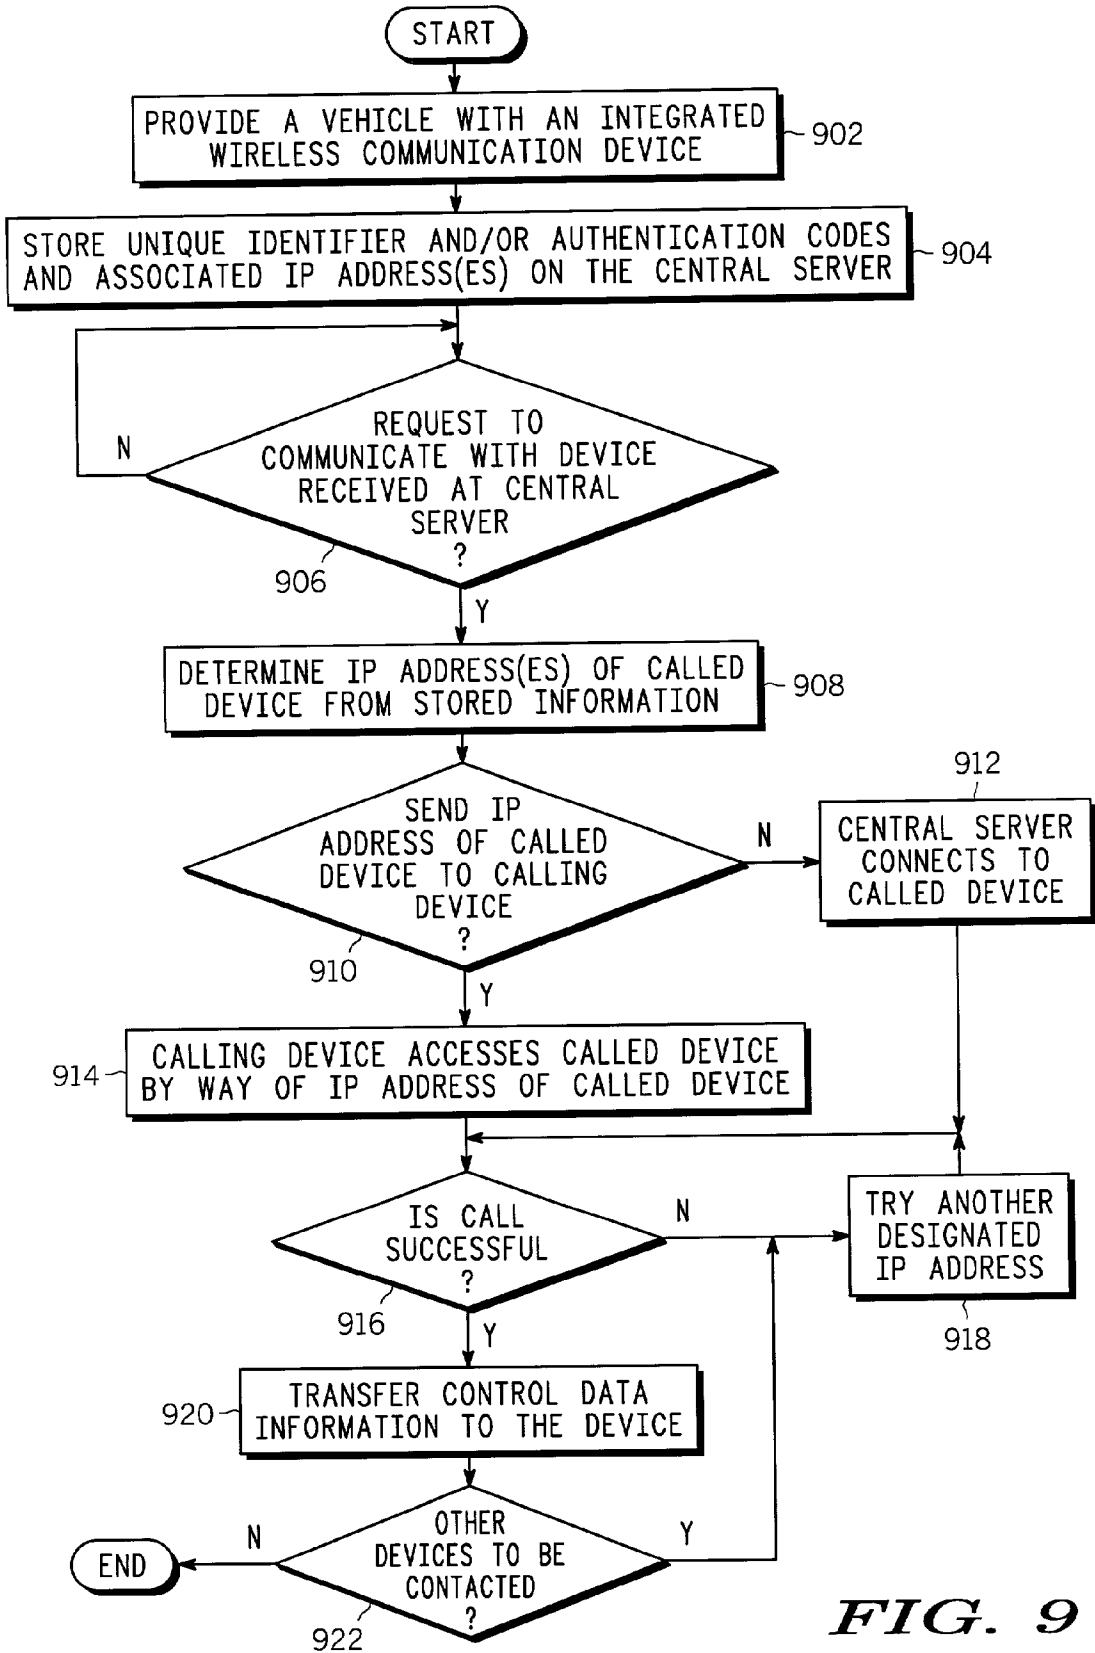 START
PROVIDE A VEHICLE WITH AN INTEGRATED
WIRELESS COMMUNICATION DEVICE
902
STORE UNIQUE IDENTIFIER AND/OR AUTHENTICATION CODES
AND ASSOCIATED IP ADDRESS(ES) ON THE CENTRAL SERVER
904
REQUEST TO
COMMUNICATE WITH DEVICE
RECEIVED AT CENTRAL
SERVER
?
N
906
Y
DETERMINE IP ADDRESS(ES) OF CALLED
DEVICE FROM STORED INFORMATION
908
SEND IP
ADDRESS OF CALLED
DEVICE TO CALLING
DEVICE
?
N
910
912
CENTRAL SERVER
CONNECTS TO
CALLED DEVICE
Y
CALLING DEVICE ACCESSES CALLED DEVICE
BY WAY OF IP ADDRESS OF CALLED DEVICE
914
IS CALL
SUCCESSFUL
?
N
916
TRY ANOTHER
DESIGNATED
IP ADDRESS
918
Y
TRANSFER CONTROL DATA
INFORMATION TO THE DEVICE
920
OTHER
DEVICES TO BE
CONTACTED
?
Y
N
922
END
FIG. 9